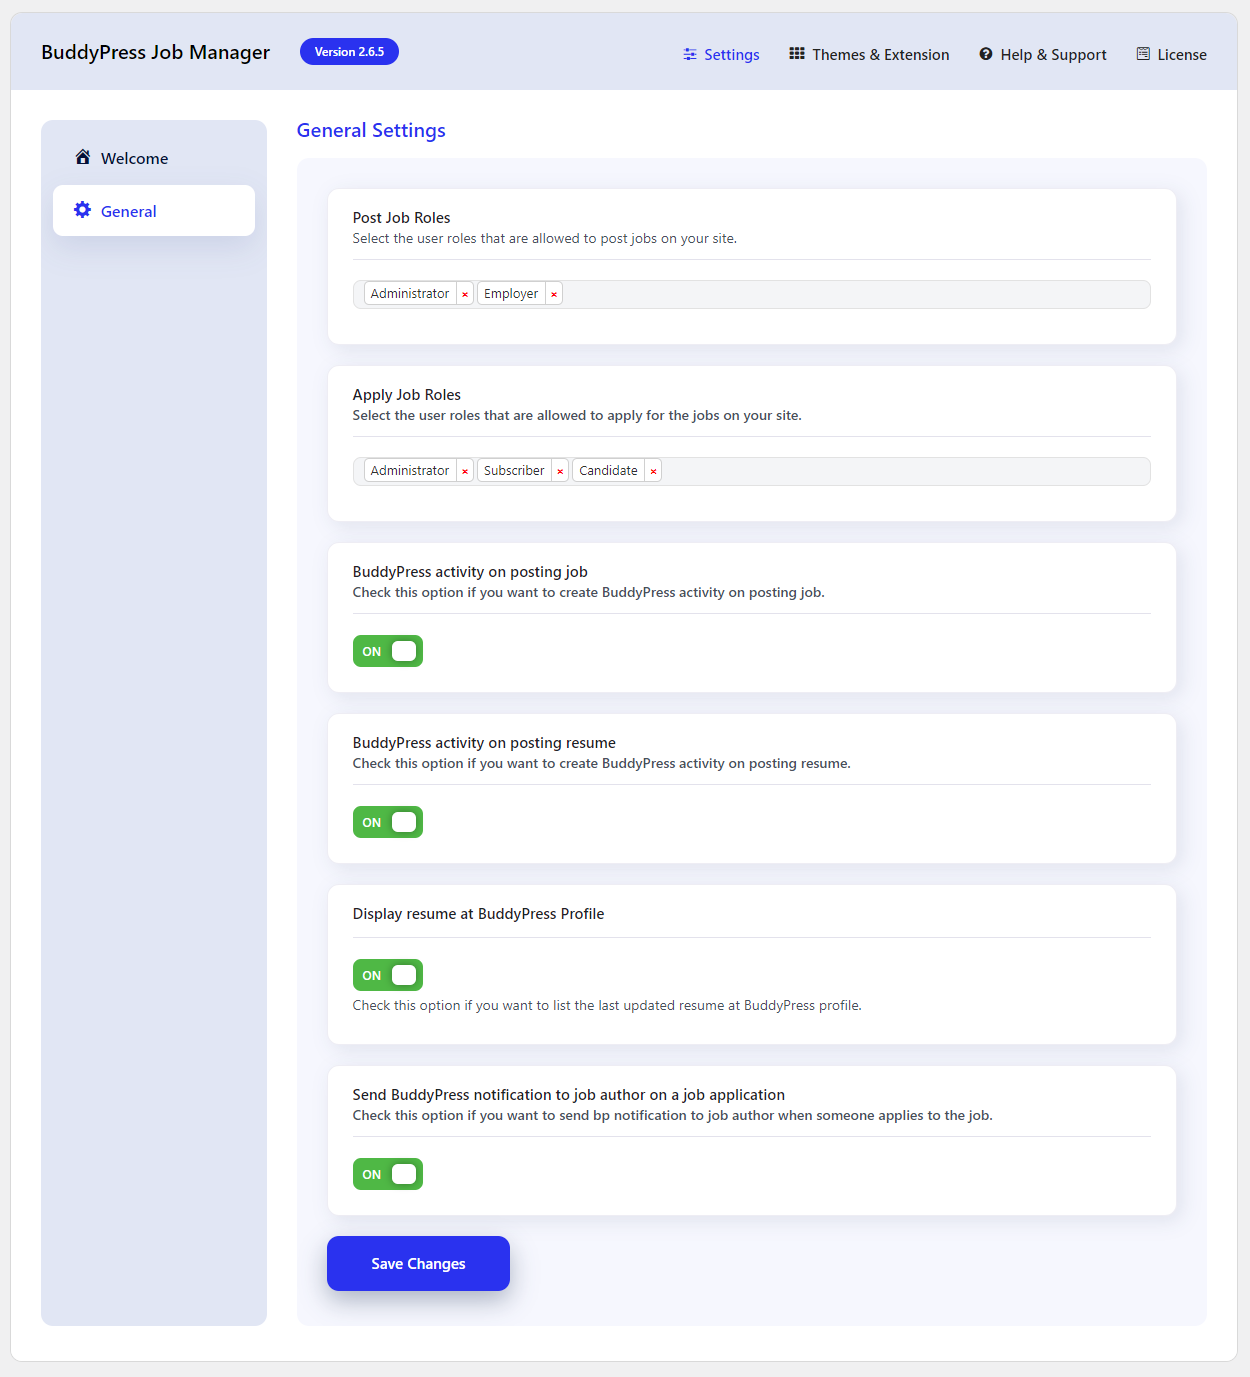 BuddyPress Job Manager
Version 2.6.5
Settings
Themes & Extension
Help & Support
License
Welcome
General
General Settings
Post Job Roles
Select the user roles that are allowed to post jobs on your site.
Administrator × Employer ×
Apply Job Roles
Select the user roles that are allowed to apply for the jobs on your site.
Administrator × Subscriber × Candidate ×
BuddyPress activity on posting job
Check this option if you want to create BuddyPress activity on posting job.
ON
BuddyPress activity on posting resume
Check this option if you want to create BuddyPress activity on posting resume.
ON
Display resume at BuddyPress Profile
ON
Check this option if you want to list the last updated resume at BuddyPress profile.
Send BuddyPress notification to job author on a job application
Check this option if you want to send bp notification to job author when someone applies to the job.
ON
Save Changes